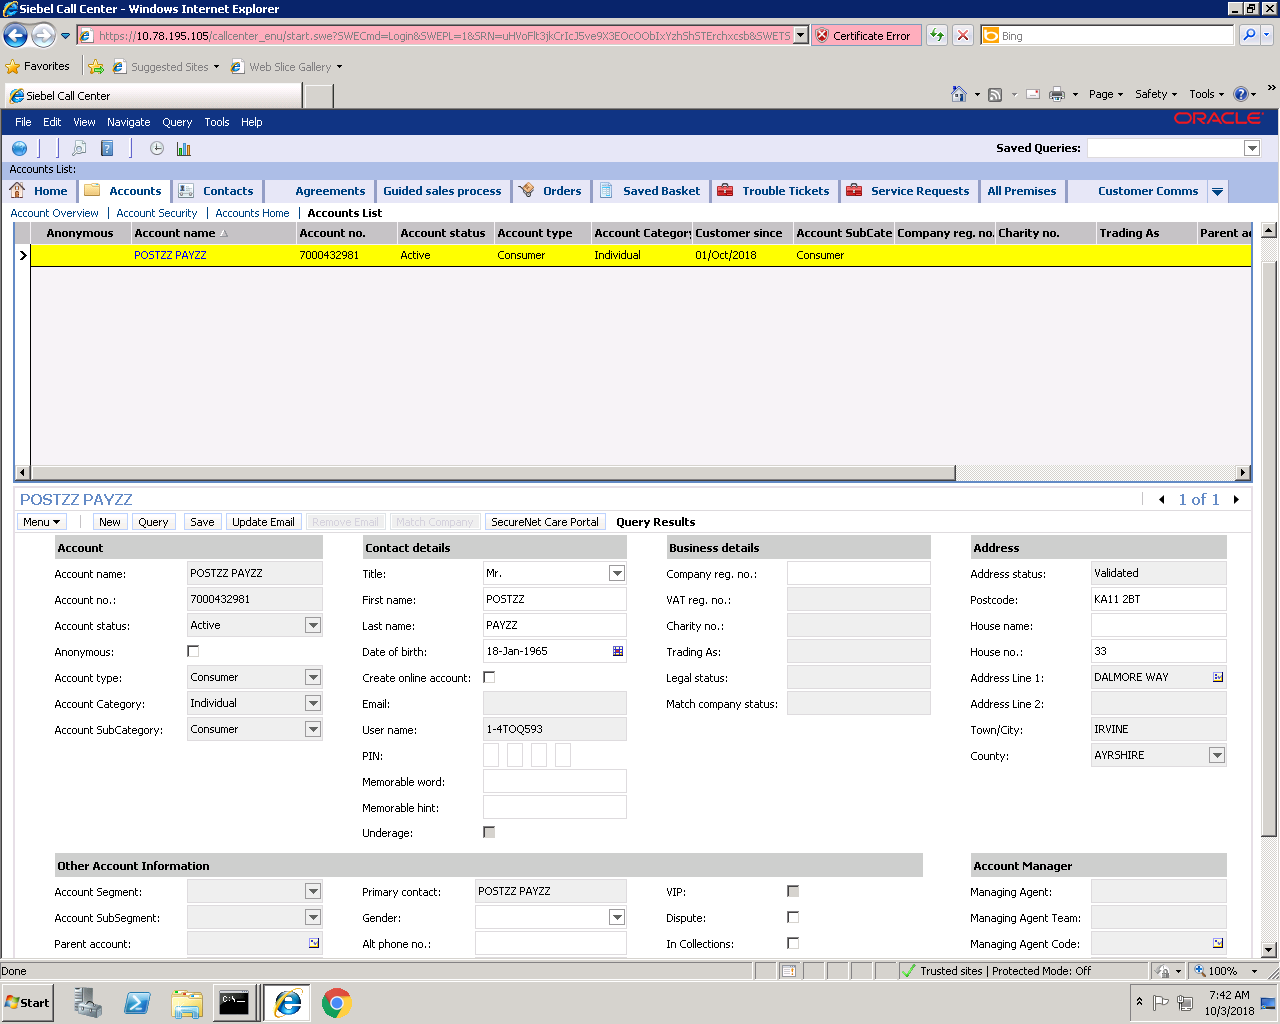 Siebel Call Center - Windows Internet Explorer
https://10.78.195.105/callcenter_enu/start.swe?SWECmd=Login&SWEPL=1&SRN=
Certificate Error
Bing
Favorites Suggested Sites Web Slice Gallery
Siebel Call Center
Page Safety Tools
File Edit View Navigate Query Tools Help
ORACLE
Saved Queries:
Accounts List:
Home Accounts Contacts Agreements Guided sales process Orders Saved Basket Trouble Tickets Service Requests All Premises Customer Comms
Account Overview | Account Security | Accounts Home | Accounts List
Anonymous Account name Account no. Account status Account type Account Category Customer since Account SubCate Company reg. no. Charity no. Trading As Parent ac
POSTZZ PAYZZ 7000432981 Active Consumer Individual 01/Oct/2018 Consumer
POSTZZ PAYZZ
1 of 1
Menu New Query Save Update Email Remove Email Match Company SecureNet Care Portal Query Results
Account Contact details Business details Address
Account name: POSTZZ PAYZZ Title: Mr. Company reg. no.: Address status: Validated
Account no.: 7000432981 First name: POSTZZ VAT reg. no.: Postcode: KA11 2BT
Account status: Active Last name: PAYZZ Charity no.: House name:
Anonymous: Date of birth: 18-Jan-1965 Trading As: House no.: 33
Account type: Consumer Create online account: Legal status: Address Line 1: DALMORE WAY
Account Category: Individual Email: Match company status: Address Line 2:
Account SubCategory: Consumer User name: 1-4TOQ593 Town/City: IRVINE
PIN: County: AYRSHIRE
Memorable word:
Memorable hint:
Underage:
Other Account Information Account Manager
Account Segment: Primary contact: POSTZZ PAYZZ VIP: Managing Agent:
Account SubSegment: Gender: Dispute: Managing Agent Team:
Parent account: Alt phone no.: In Collections: Managing Agent Code:
Done Trusted sites | Protected Mode: Off 100%
Start
7:42 AM
10/3/2018